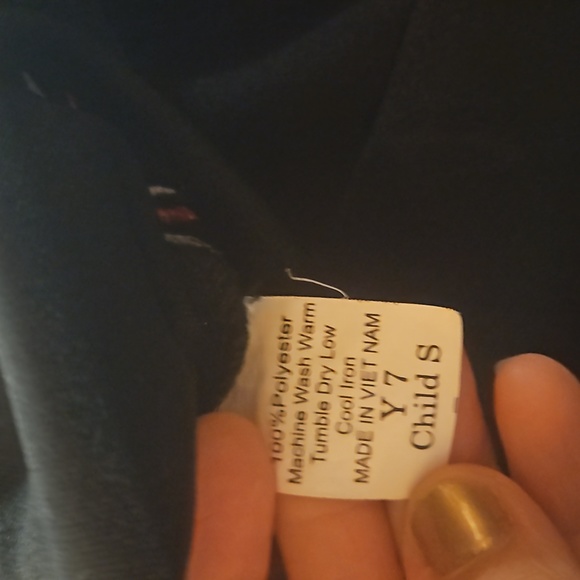 100%Polyester
Machine Wash Warm
Tumble Dry Low
Cool Iron
MADE IN VIET NAM
Y 7
Child S